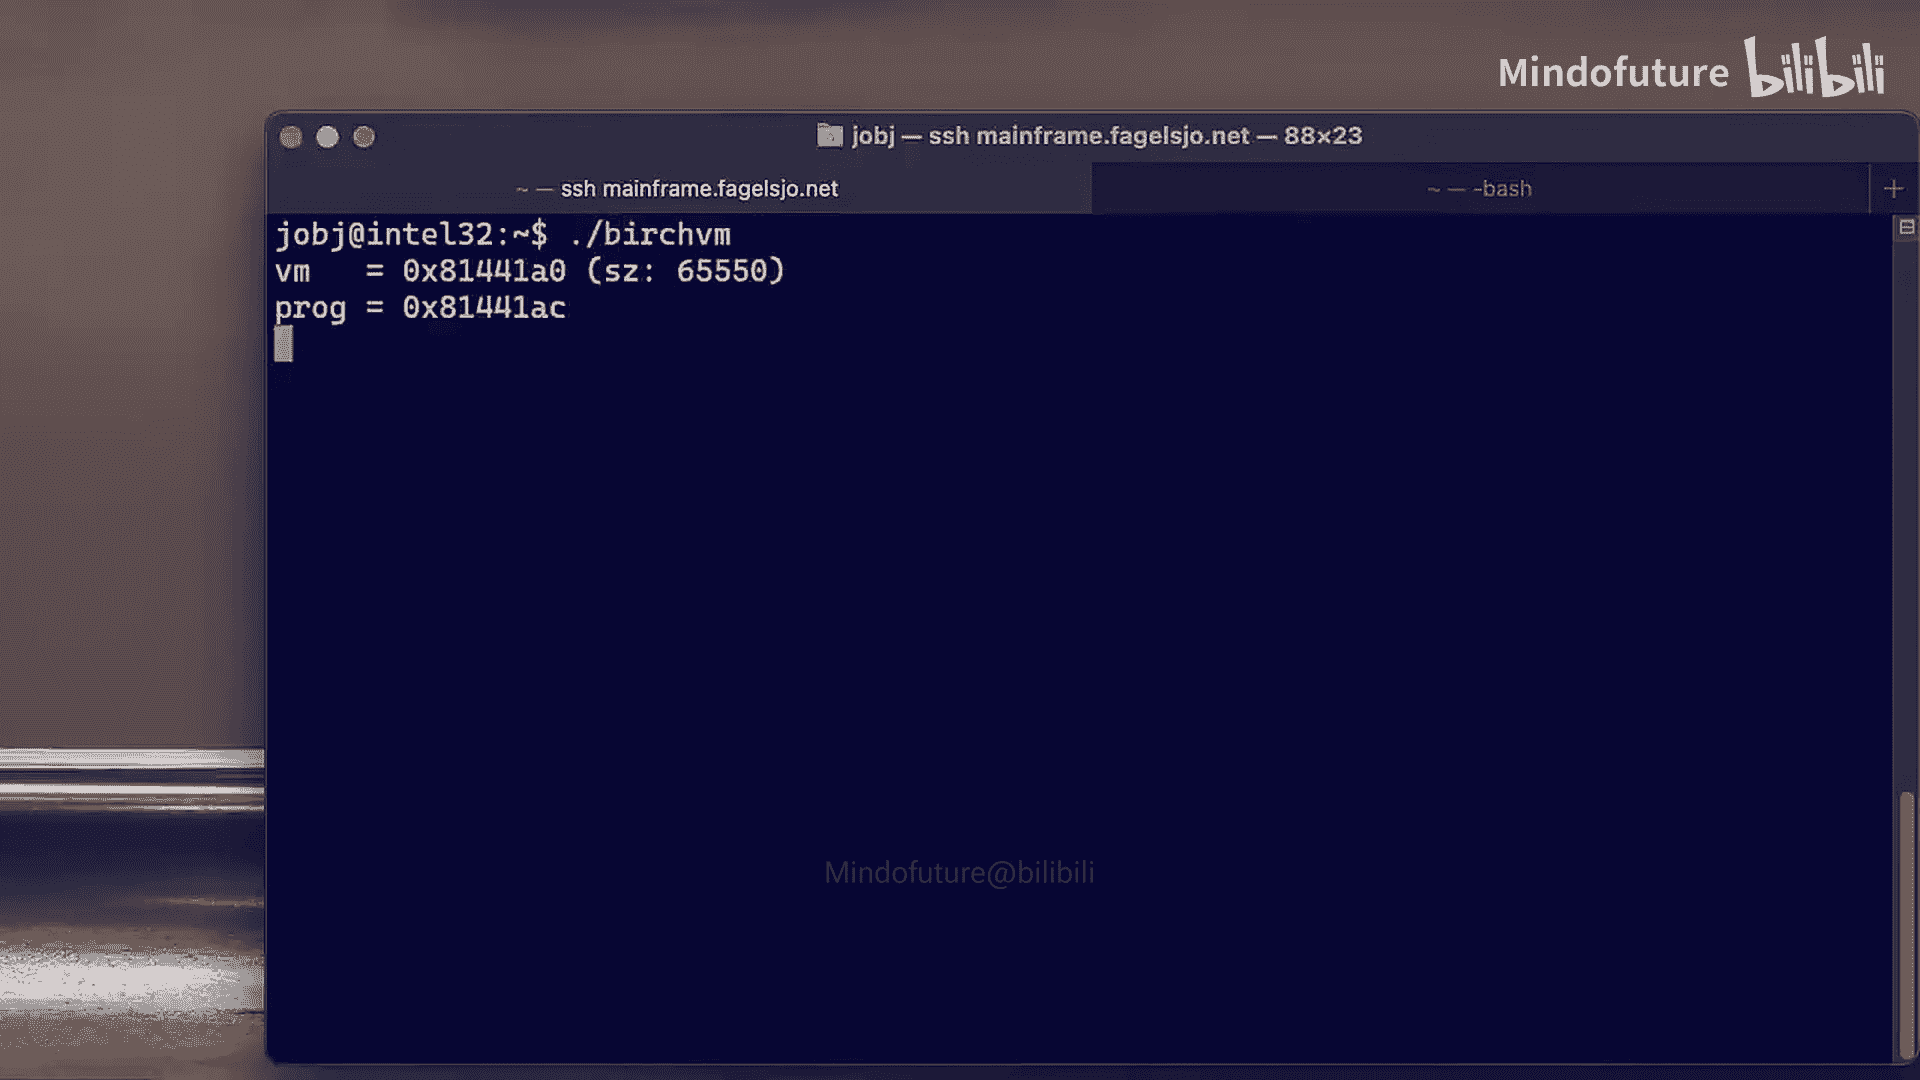 Mindofuture bilibili
jobj — ssh mainframe.fagelsjo.net — 88×23
~ — ssh mainframe.fagelsjo.net
~ — -bash
jobj@intel32:~$ ./birchvm
vm   = 0x81441a0 (sz: 65550)
prog = 0x81441ac
Mindofuture@bilibili